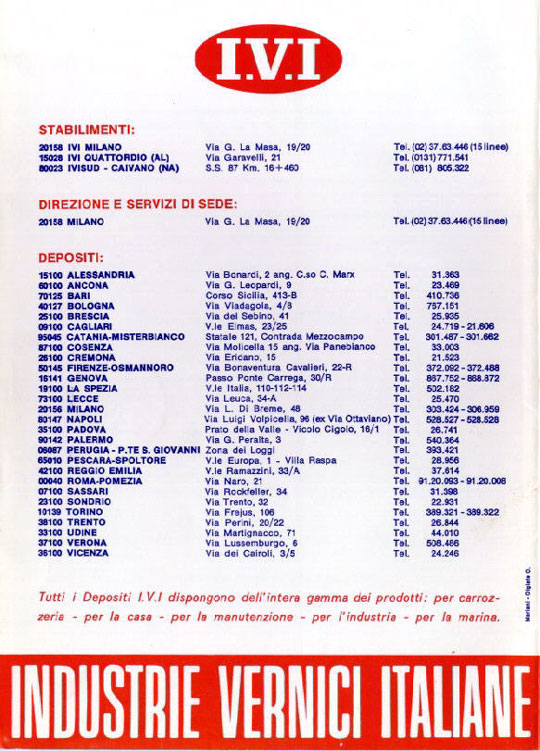 I.V.I
STABILIMENTI:
20158 IVI MILANO Via G. La Masa, 19/20 Tel. (02) 37.63.446 (15 linee)
15028 IVI QUATTORDIO (AL) Via Garavelli, 21 Tel. (0131) 771.541
80023 IVISUD - CAIVANO (NA) S.S. 87 Km. 16+460 Tel. (081) 805.322
DIREZIONE E SERVIZI DI SEDE:
20158 MILANO Via G. La Masa, 19/20 Tel. (02) 37.63.446 (15 linee)
DEPOSITI:
15100 ALESSANDRIA Via Bonardi, 2 ang. C.so C. Marx Tel. 31.363
60100 ANCONA Via G. Leopardi, 9 Tel. 23.469
70125 BARI Corso Sicilia, 413-B Tel. 410.736
40127 BOLOGNA Via Viadagola, 4/3 Tel. 767.151
25100 BRESCIA Via del Sebino, 41 Tel. 25.935
09100 CAGLIARI V.le Elmas, 23/25 Tel. 24.719 - 21.606
95045 CATANIA-MISTERBIANCO Statale 121, Contrada Mezzocampo Tel. 301.487 - 301.662
87100 COSENZA Via Molicella 15 ang. Via Panebianco Tel. 33.003
26100 CREMONA Via Ericano, 15 Tel. 21.523
50145 FIRENZE-OSMANNORO Via Bonaventura Cavalieri, 22-R Tel. 372.092 - 372.488
16141 GENOVA Passo Ponte Carrega, 30/R Tel. 867.752 - 868.872
19100 LA SPEZIA V.le Italia, 110-112-114 Tel. 502.182
73100 LECCE Via Leuca, 34-A Tel. 25.470
20156 MILANO Via L. Di Breme, 48 Tel. 303.424 - 306.959
80147 NAPOLI Via Luigi Volpicella, 96 (ex Via Ottaviano) Tel. 528.527 - 528.528
35100 PADOVA Prato della Valle - Vicolo Cigolo, 16/1 Tel. 26.741
90142 PALERMO Via G. Peralta, 3 Tel. 540.364
06087 PERUGIA - P.TE S. GIOVANNI Zona dei Loggi Tel. 393.421
65010 PESCARA-SPOLTORE V.le Europa, 1 - Villa Raspa Tel. 28.956
42100 REGGIO EMILIA V.le Ramazzini, 33/A Tel. 37.614
00040 ROMA-POMEZIA Via Naro, 21 Tel. 91.20.093 - 91.20.008
07100 SASSARI Via Rockfeller, 34 Tel. 31.398
23100 SONDRIO Via Trento, 32 Tel. 22.931
10139 TORINO Via Frejus, 106 Tel. 389.321 - 389.322
38100 TRENTO Via Perini, 20/22 Tel. 26.844
33100 UDINE Via Martignacco, 71 Tel. 44.010
37100 VERONA Via Lussemburgo, 6 Tel. 508.486
36100 VICENZA Via dei Cairoli, 3/5 Tel. 24.246
Tutti i Depositi I.V.I dispongono dell'intera gamma dei prodotti: per carroz-
zeria - per la casa - per la manutenzione - per l'industria - per la marina.
Mariani - Olgiate O.
INDUSTRIE VERNICI ITALIANE